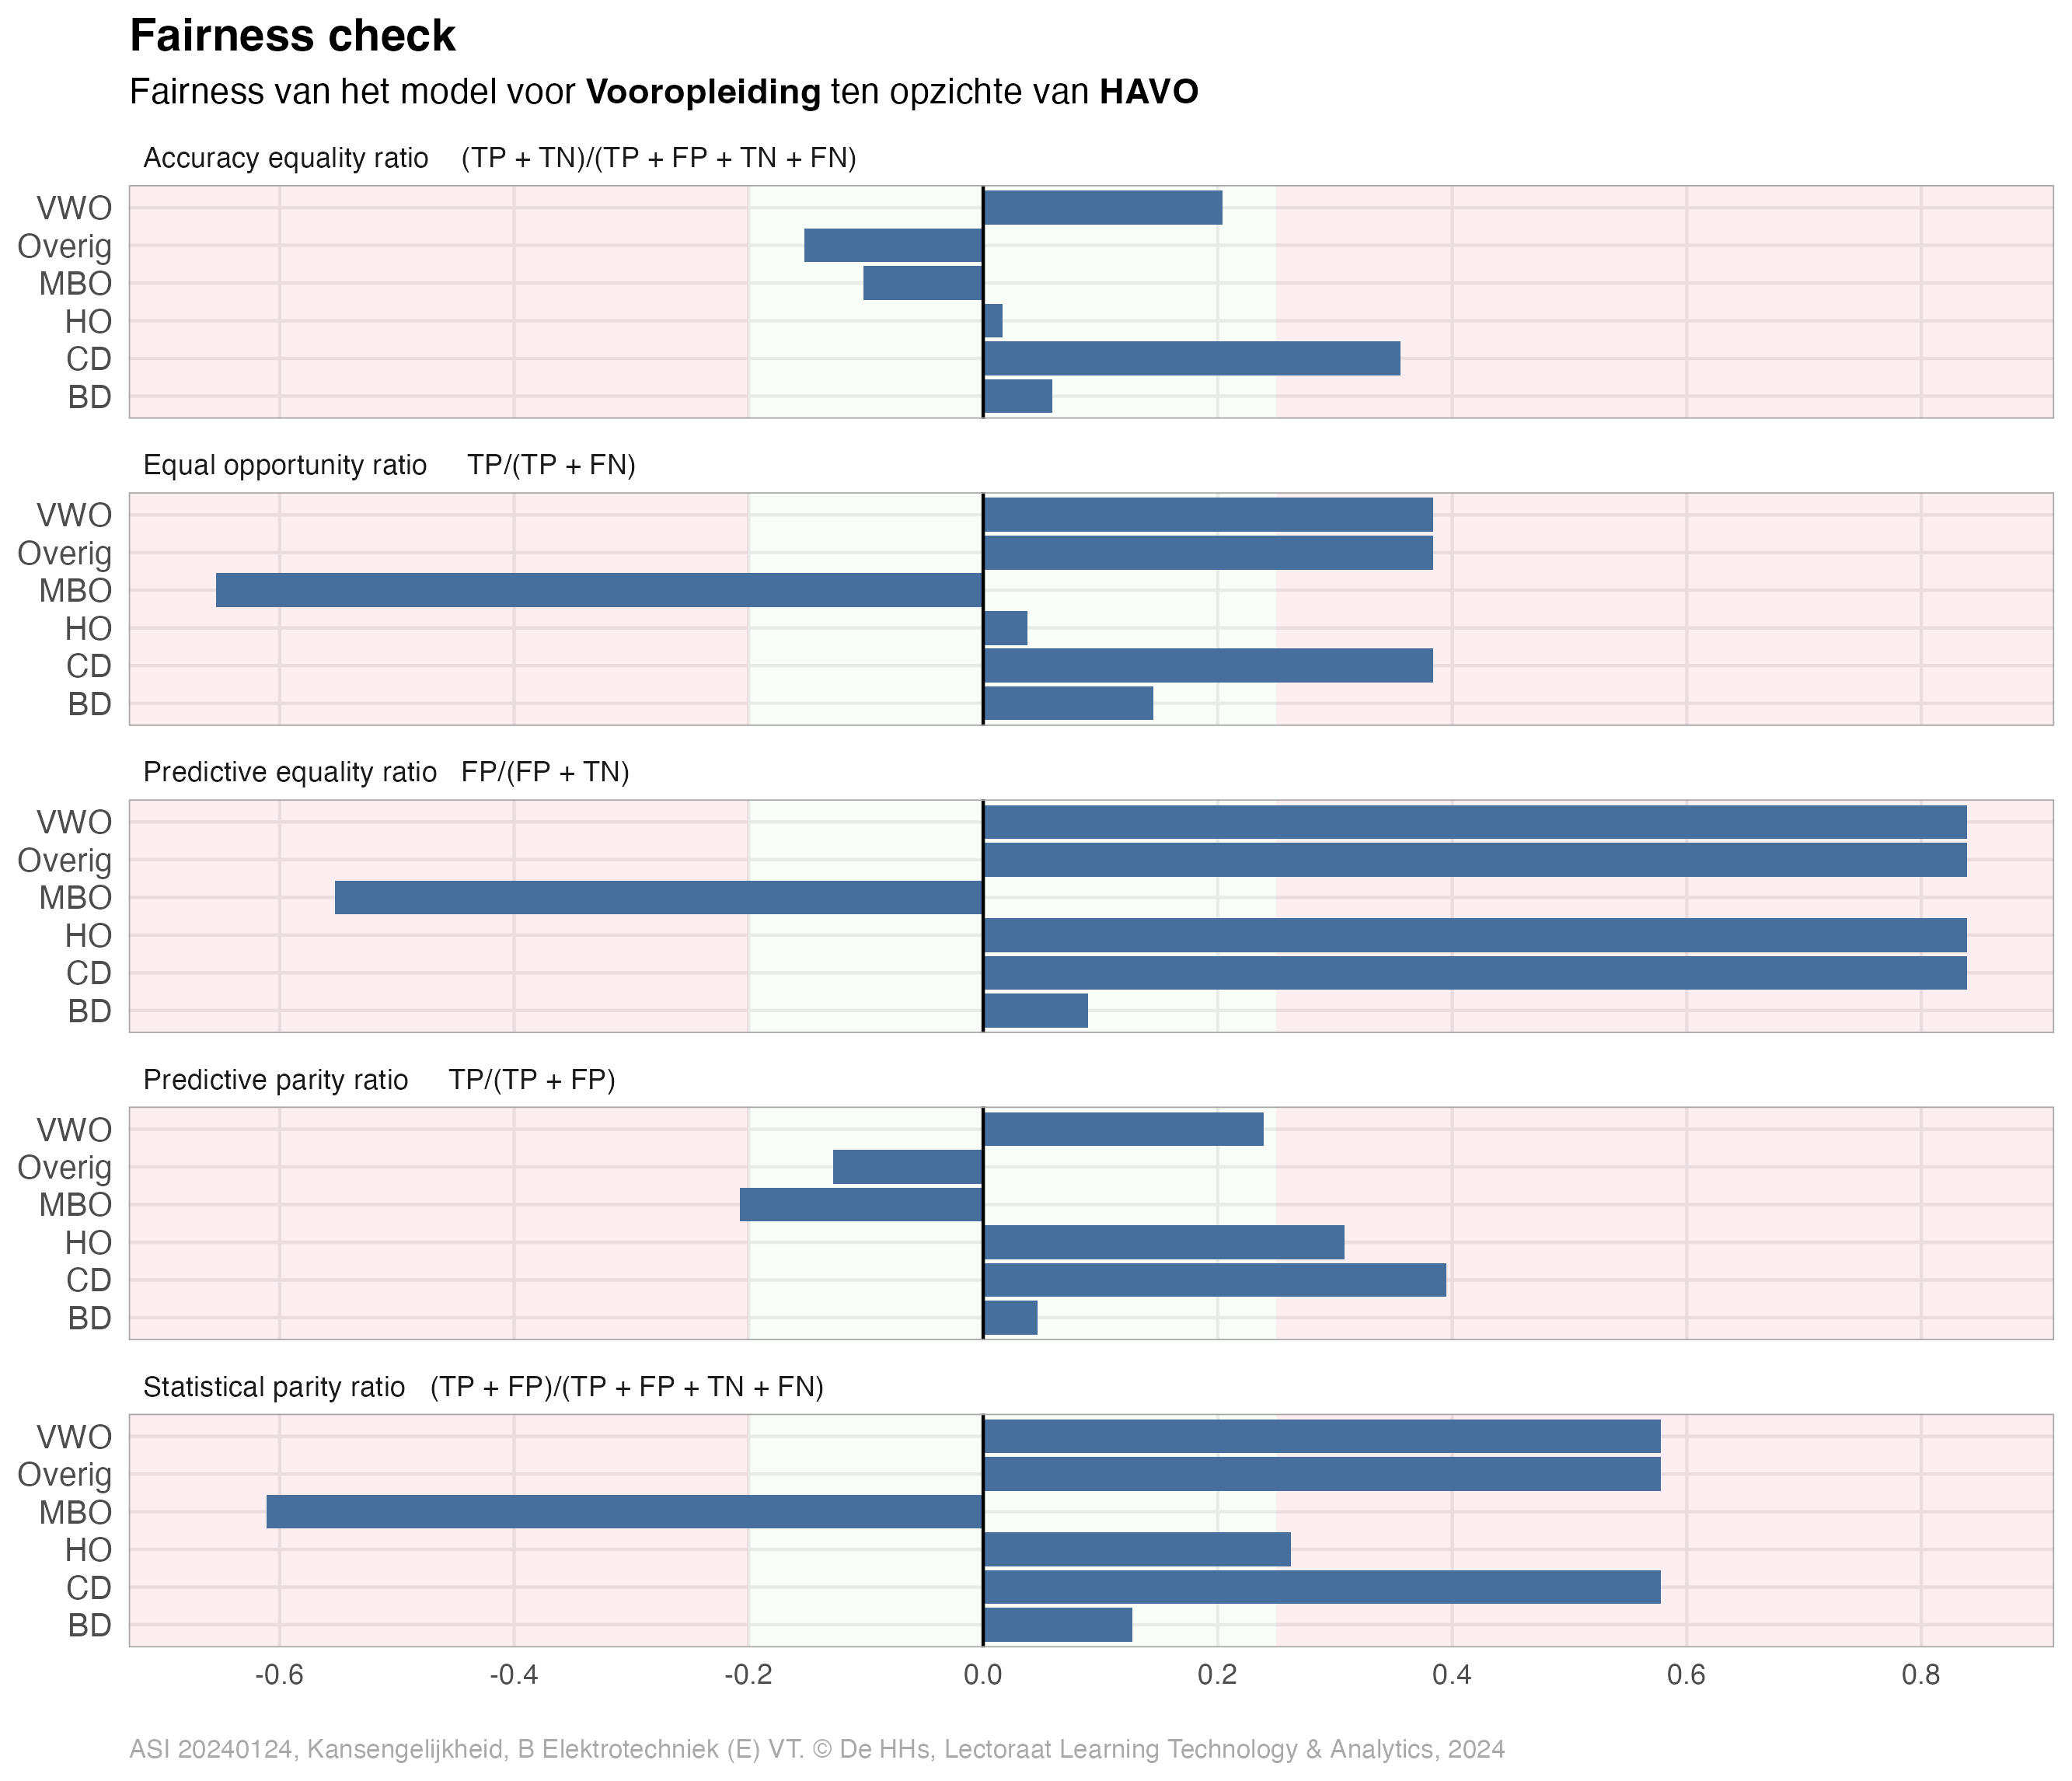 Fairness check
Fairness van het model voor Vooropleiding ten opzichte van HAVO
Accuracy equality ratio (TP + TN)/(TP + FP + TN + FN)
VWO
Overig
MBO
HO
CD
BD
Equal opportunity ratio TP/(TP + FN)
VWO
Overig
MBO
HO
CD
BD
Predictive equality ratio FP/(FP + TN)
VWO
Overig
MBO
HO
CD
BD
Predictive parity ratio TP/(TP + FP)
VWO
Overig
MBO
HO
CD
BD
Statistical parity ratio (TP + FP)/(TP + FP + TN + FN)
VWO
Overig
MBO
HO
CD
BD
-0.6 -0.4 -0.2 0.0 0.2 0.4 0.6 0.8
ASI 20240124, Kansengelijkheid, B Elektrotechniek (E) VT. © De HHs, Lectoraat Learning Technology & Analytics, 2024